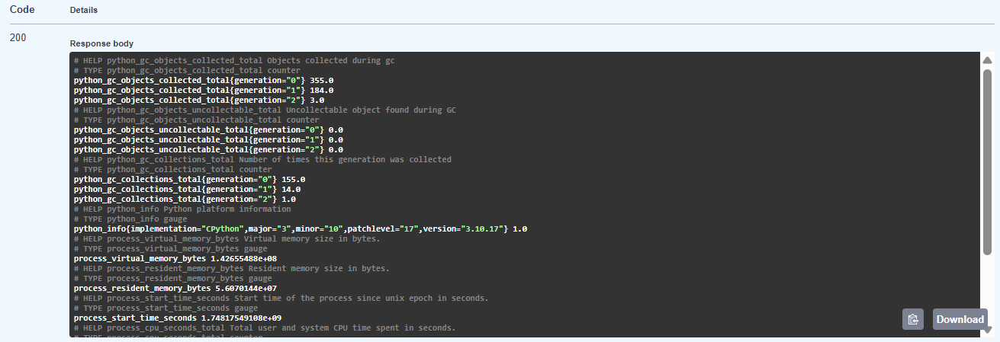 Code Details
200
Response body
# HELP python_gc_objects_collected_total Objects collected during gc
# TYPE python_gc_objects_collected_total counter
python_gc_objects_collected_total{generation="0"} 355.0
python_gc_objects_collected_total{generation="1"} 184.0
python_gc_objects_collected_total{generation="2"} 3.0
# HELP python_gc_objects_uncollectable_total Uncollectable object found during GC
# TYPE python_gc_objects_uncollectable_total counter
python_gc_objects_uncollectable_total{generation="0"} 0.0
python_gc_objects_uncollectable_total{generation="1"} 0.0
python_gc_objects_uncollectable_total{generation="2"} 0.0
# HELP python_gc_collections_total Number of times this generation was collected
# TYPE python_gc_collections_total counter
python_gc_collections_total{generation="0"} 155.0
python_gc_collections_total{generation="1"} 14.0
python_gc_collections_total{generation="2"} 1.0
# HELP python_info Python platform information
# TYPE python_info gauge
python_info{implementation="CPython",major="3",minor="10",patchlevel="17",version="3.10.17"} 1.0
# HELP process_virtual_memory_bytes Virtual memory size in bytes.
# TYPE process_virtual_memory_bytes gauge
process_virtual_memory_bytes 1.42655488e+08
# HELP process_resident_memory_bytes Resident memory size in bytes.
# TYPE process_resident_memory_bytes gauge
process_resident_memory_bytes 5.6070144e+07
# HELP process_start_time_seconds Start time of the process since unix epoch in seconds.
# TYPE process_start_time_seconds gauge
process_start_time_seconds 1.74817549108e+09
# HELP process_cpu_seconds_total Total user and system CPU time spent in seconds.
# TYPE process_cpu_seconds_total counter
Download